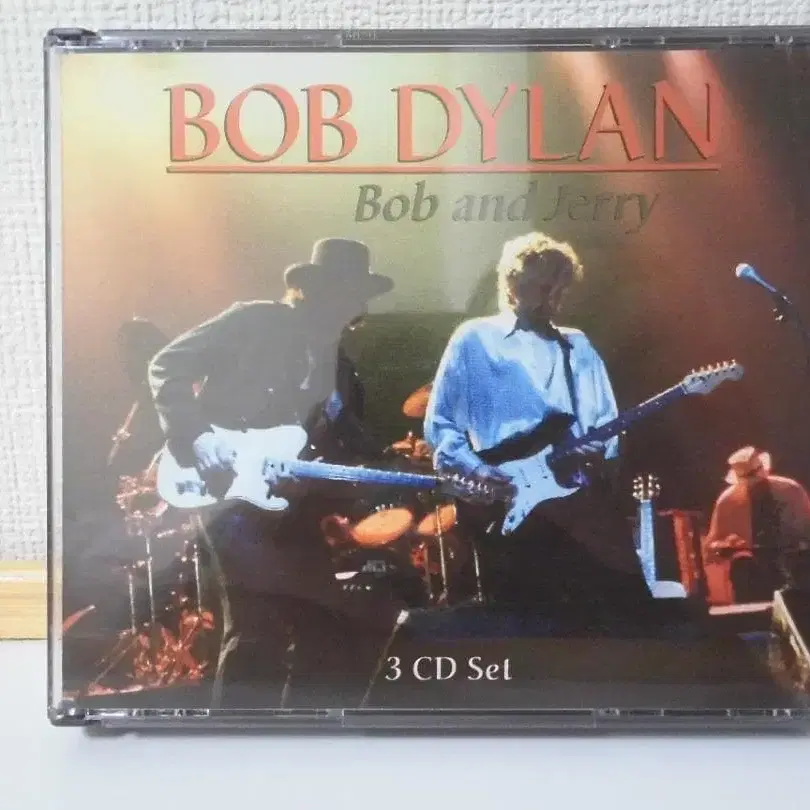 BOB DYLAN
Bob and Jerry
3 CD Set